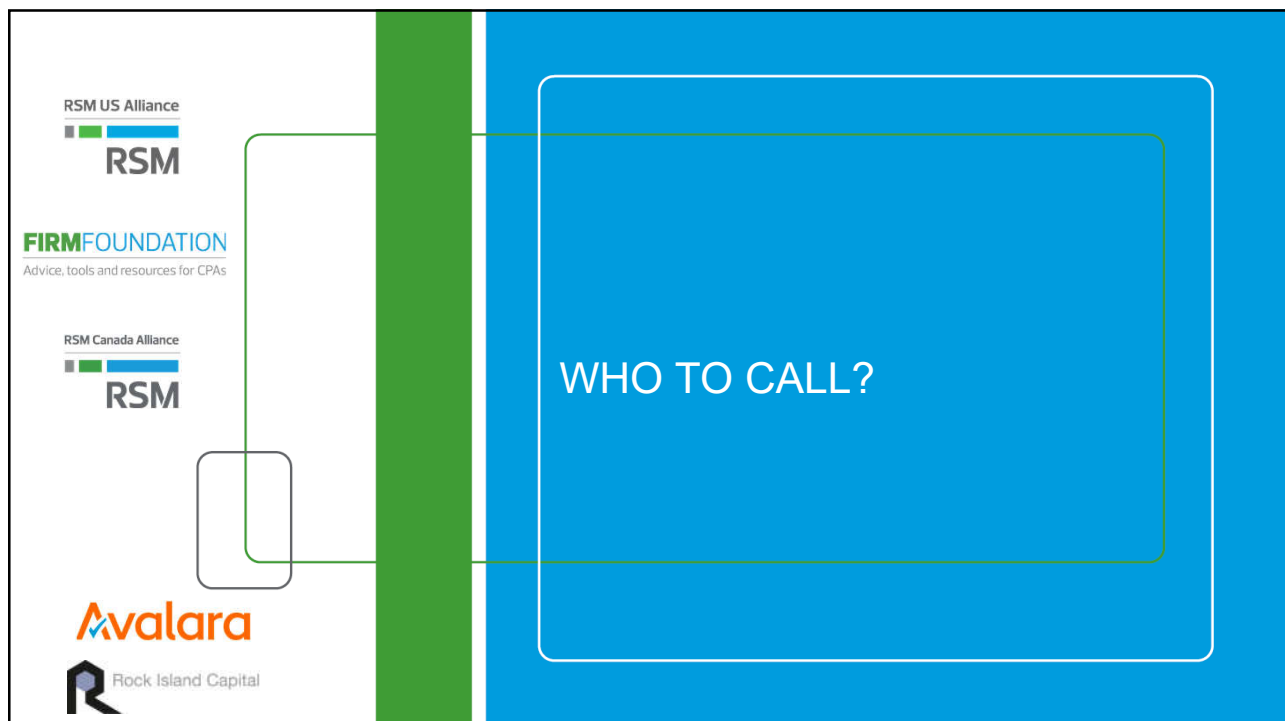 RSM US Alliance
RSM
FIRMFOUNDATION
Advice, tools and resources for CPAs
RSM Canada Alliance
RSM
WHO TO CALL?
Avalara
Rock Island Capital